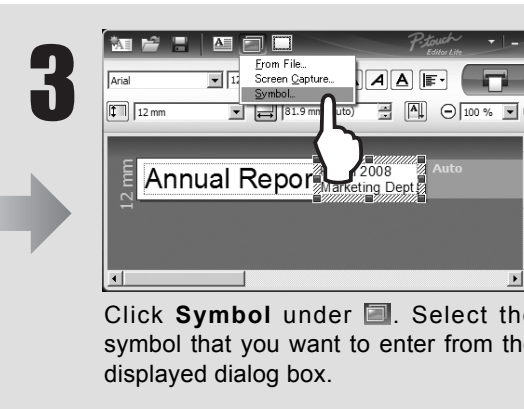 3
P-touch
Editor Lite
From File...
Screen Capture...
Symbol...
Arial
12
A A
12 mm
81.9 mm
uto)
A
100 %
12 mm
Annual Repor
2008
Marketing Dept
Auto
Click Symbol under . Select the
symbol that you want to enter from the
displayed dialog box.